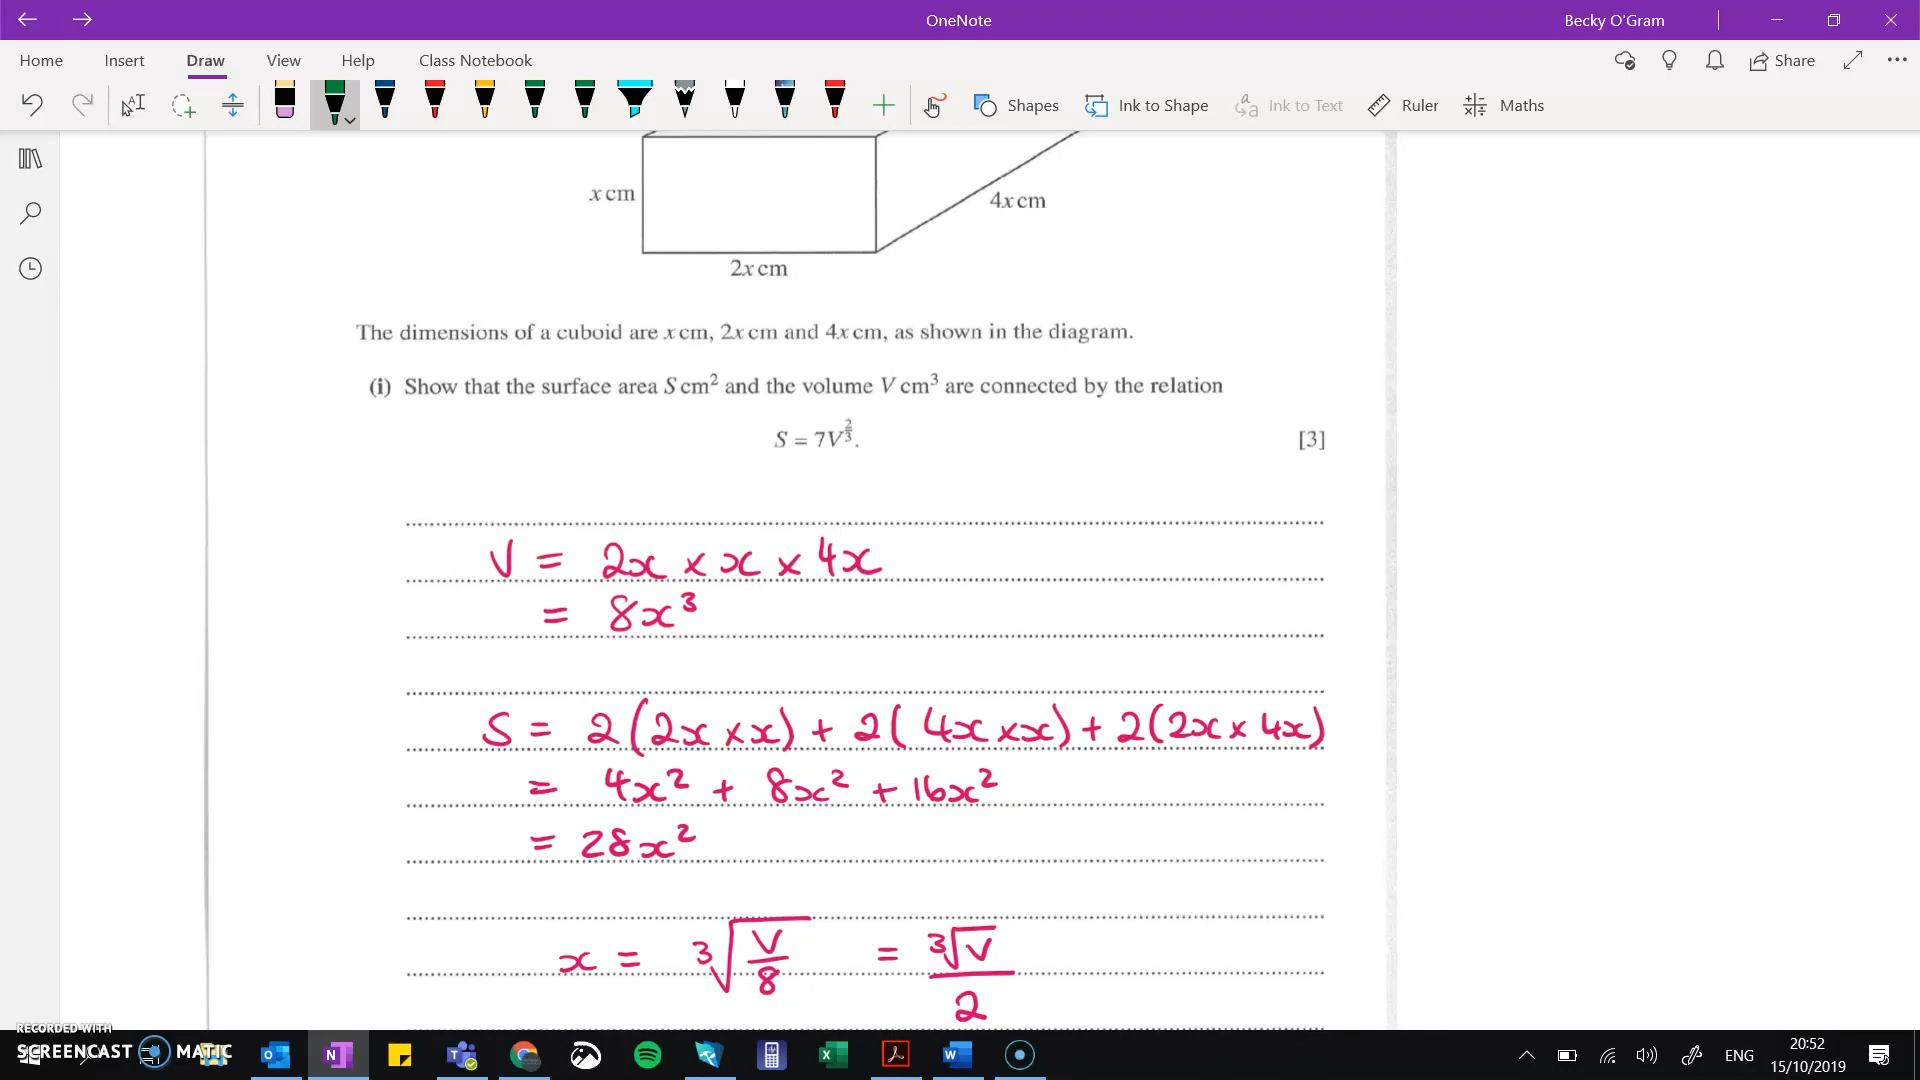 OneNote
Becky O'Gram
Home Insert Draw View Help Class Notebook
Share
Shapes Ink to Shape Ink to Text Ruler Maths
x cm
4x cm
2x cm
The dimensions of a cuboid are x cm, 2x cm and 4x cm, as shown in the diagram.
(i) Show that the surface area S cm² and the volume V cm³ are connected by the relation
S = 7V^(2/3). [3]
V = 2x × x × 4x
= 8x³
S = 2(2x × x) + 2(4x × x) + 2(2x × 4x)
= 4x² + 8x² + 16x²
= 28x²
x = ³√(V/8) = ³√V/2
RECORDED WITH
SCREENCAST MATIC
ENG
20:52
15/10/2019